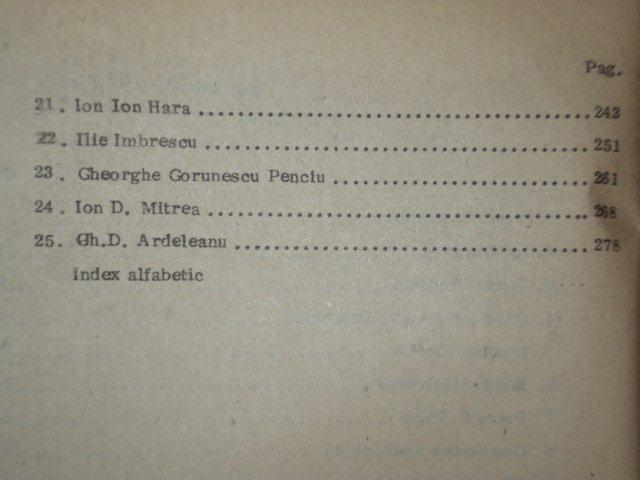 Pag.
21. Ion Ion Hara ........................................ 243
22. Ilie Imbrescu ....................................... 251
23. Gheorghe Gorunescu Penciu .......................... 261
24. Ion D. Mitrea ....................................... 268
25. Gh.D. Ardeleanu .................................... 278
index alfabetic